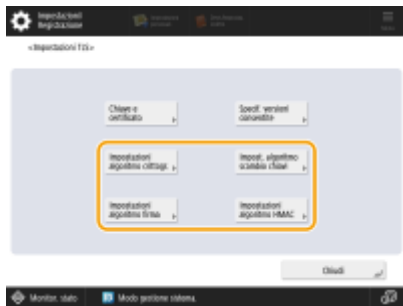 Impostazioni/
Registrazione
<Impostazioni TLS>
Chiave e
certificato
Specif. versioni
consentite
Impostazioni
algoritmo crittogr.
Impost. algoritmo
scambio chiavi
Impostazioni
algoritmo firma
Impostazioni
algoritmo HMAC
Chiudi
Monitor. stato
Modo gestione sistema.